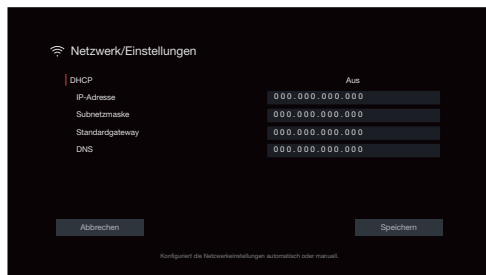 Netzwerk/Einstellungen
DHCP Aus
IP-Adresse 000.000.000.000
Subnetzmaske 000.000.000.000
Standardgateway 000.000.000.000
DNS 000.000.000.000
Abbrechen Speichern
Konfiguriert die Netzwerkeinstellungen automatisch oder manuell.